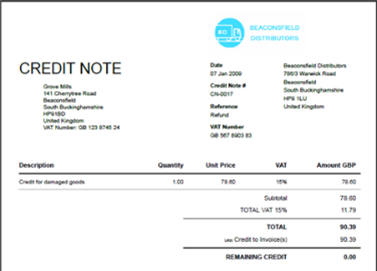 BD
BEACONSFIELD
DISTRIBUTORS
CREDIT NOTE
Grove Mills
141 Cherrytree Road
Beaconsfield
South Buckinghamshire
HP91BD
United Kingdom
VAT Number: GB 123 8745 24
Date
07 Jan 2009
Credit Note #
CN-0017
Reference
Refund
VAT Number
GB 567 8903 83
Beaconsfield Distributors
Warwick Road
Beaconsfield
South Buckinghamshire
HP9 1LU
United Kingdom
Description Quantity Unit Price VAT Amount GBP
Credit for damaged goods 1.00 78.60 15% 78.60
Subtotal 78.60
TOTAL VAT 15% 11.79
TOTAL 90.39
Less Credit to Invoice(s) 90.39
REMAINING CREDIT 0.00